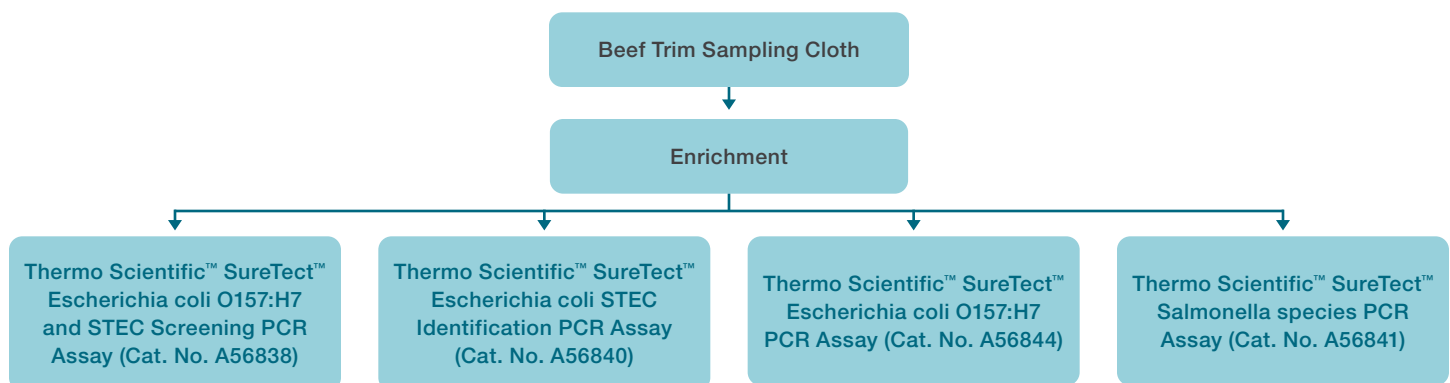 Beef Trim Sampling Cloth
Enrichment
Thermo Scientific™ SureTect™
Escherichia coli O157:H7
and STEC Screening PCR
Assay (Cat. No. A56838)
Thermo Scientific™ SureTect™
Escherichia coli STEC
Identification PCR Assay
(Cat. No. A56840)
Thermo Scientific™ SureTect™
Escherichia coli O157:H7
PCR Assay (Cat. No. A56844)
Thermo Scientific™ SureTect™
Salmonella species PCR
Assay (Cat. No. A56841)